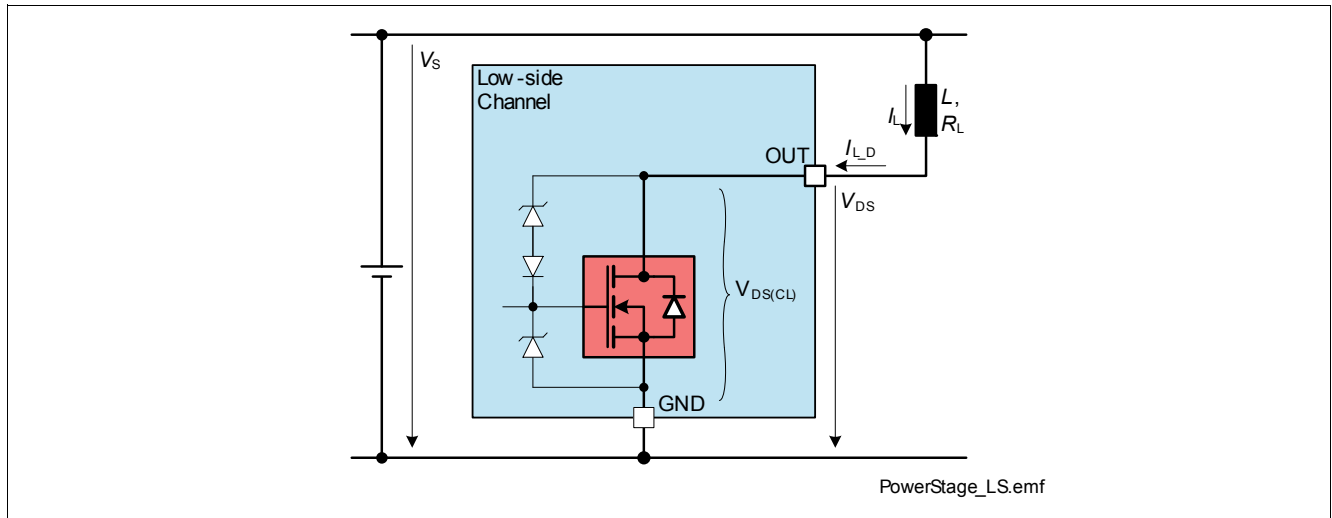 VS
Low-side
Channel
L,
RL
IL
IL_D
OUT
VDS
VDS(CL)
GND
PowerStage_LS.emf